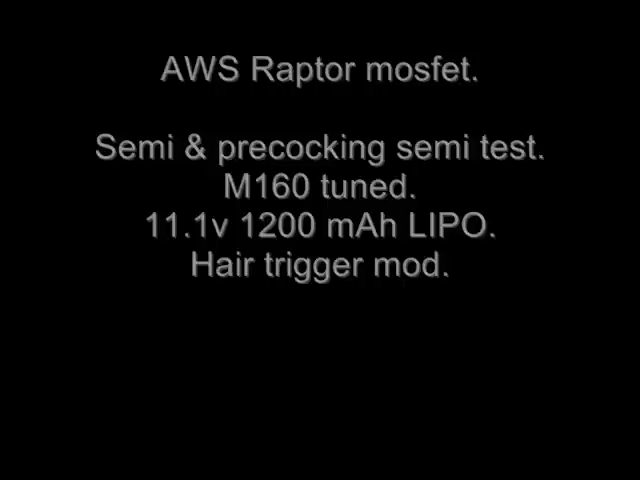 AWS Raptor mosfet.
Semi & precocking semi test.
M160 tuned.
11.1v 1200 mAh LIPO.
Hair trigger mod.